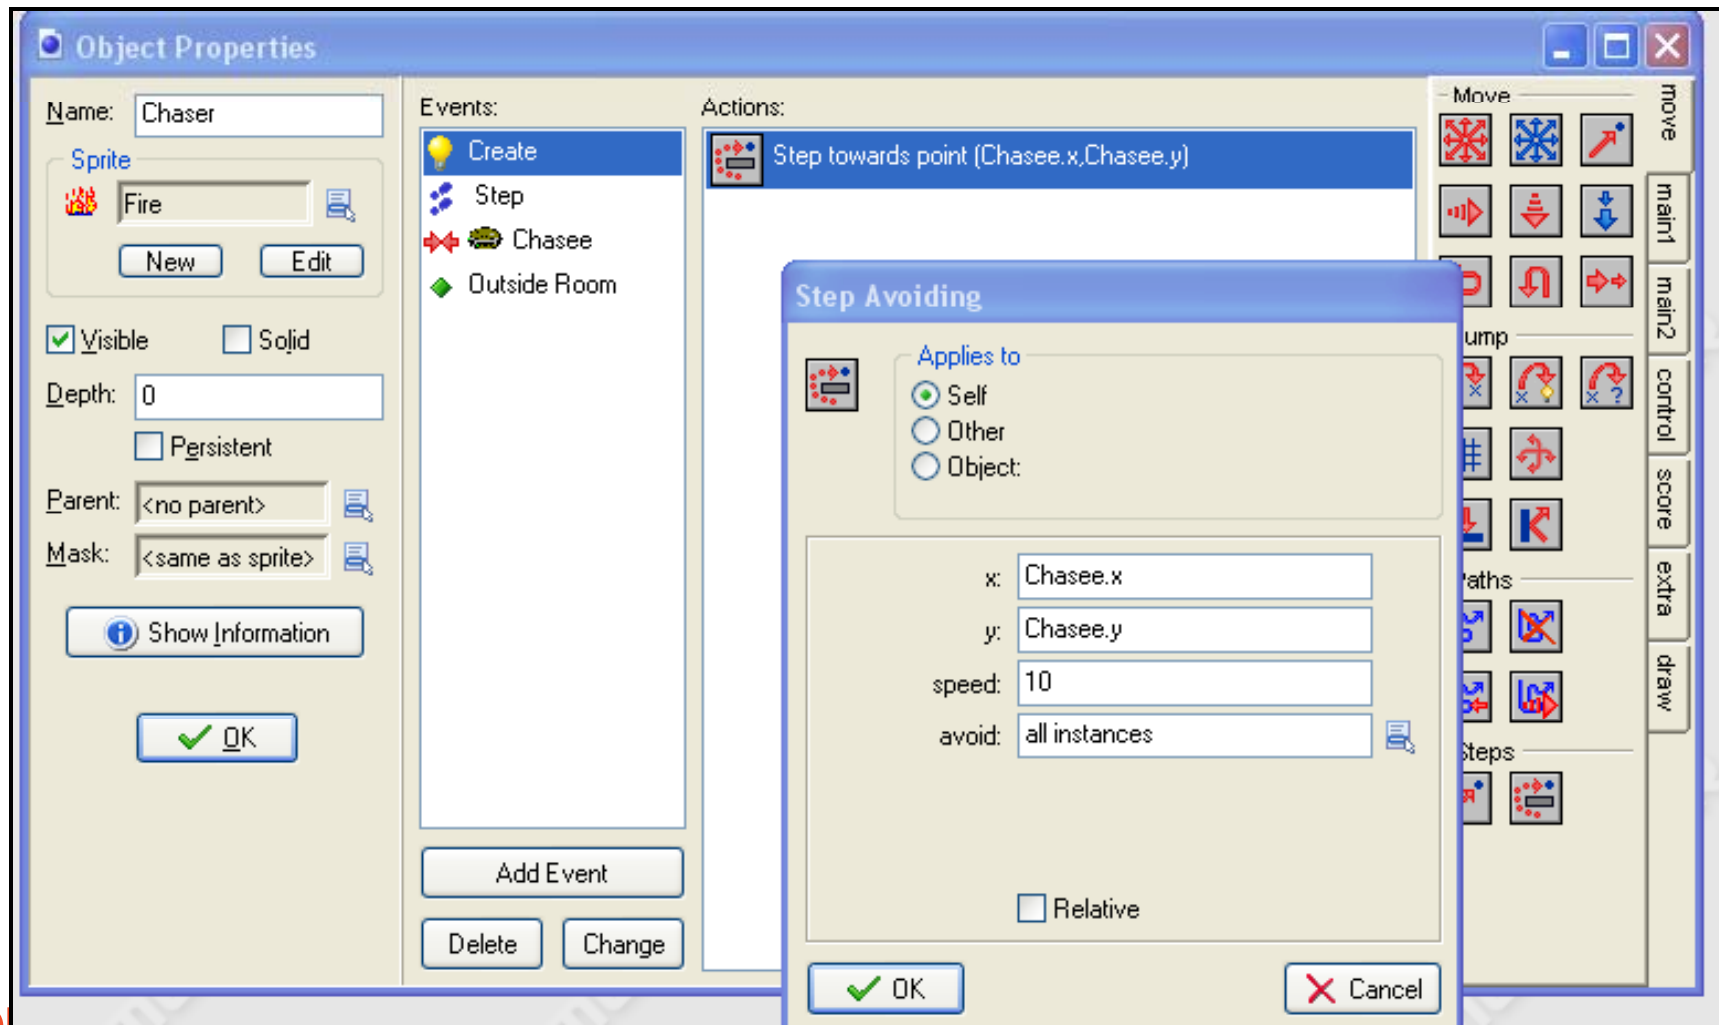 Object Properties
Name: Chaser
Sprite
Fire
New Edit
Visible Solid
Depth: 0
Persistent
Parent: <no parent>
Mask: <same as sprite>
Show Information
OK
Events:
Create
Step
Chasee
Outside Room
Add Event
Delete Change
Actions:
Step towards point (Chasee.x,Chasee.y)
Step Avoiding
Applies to
Self
Other
Object:
x: Chasee.x
y: Chasee.y
speed: 10
avoid: all instances
Relative
OK Cancel
Move
ump
aths
Steps
move
main1
main2
control
score
extra
draw